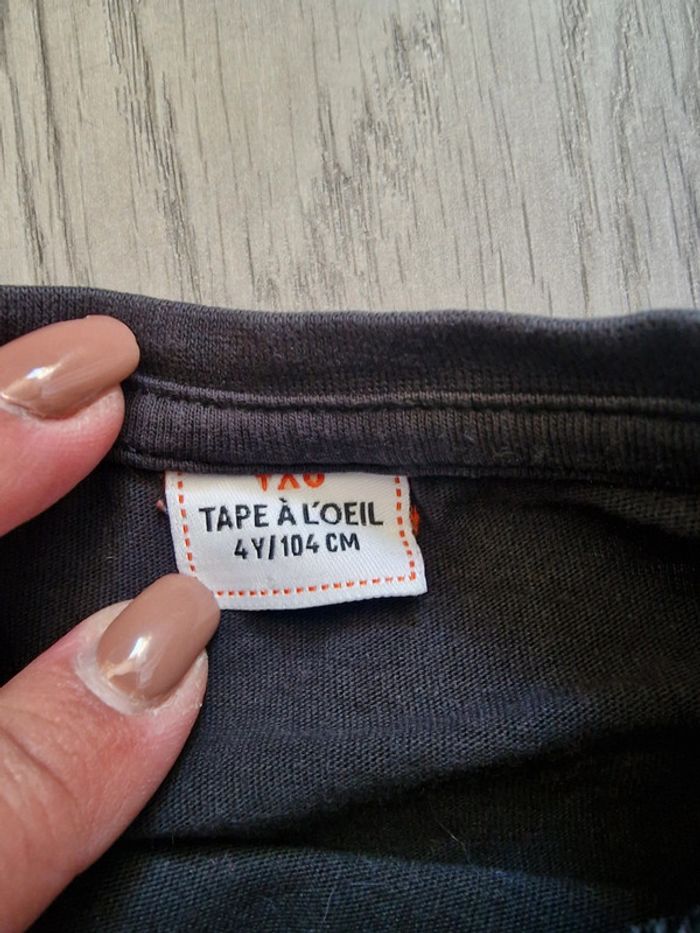 TAPE À L'OEIL
4Y/104 CM